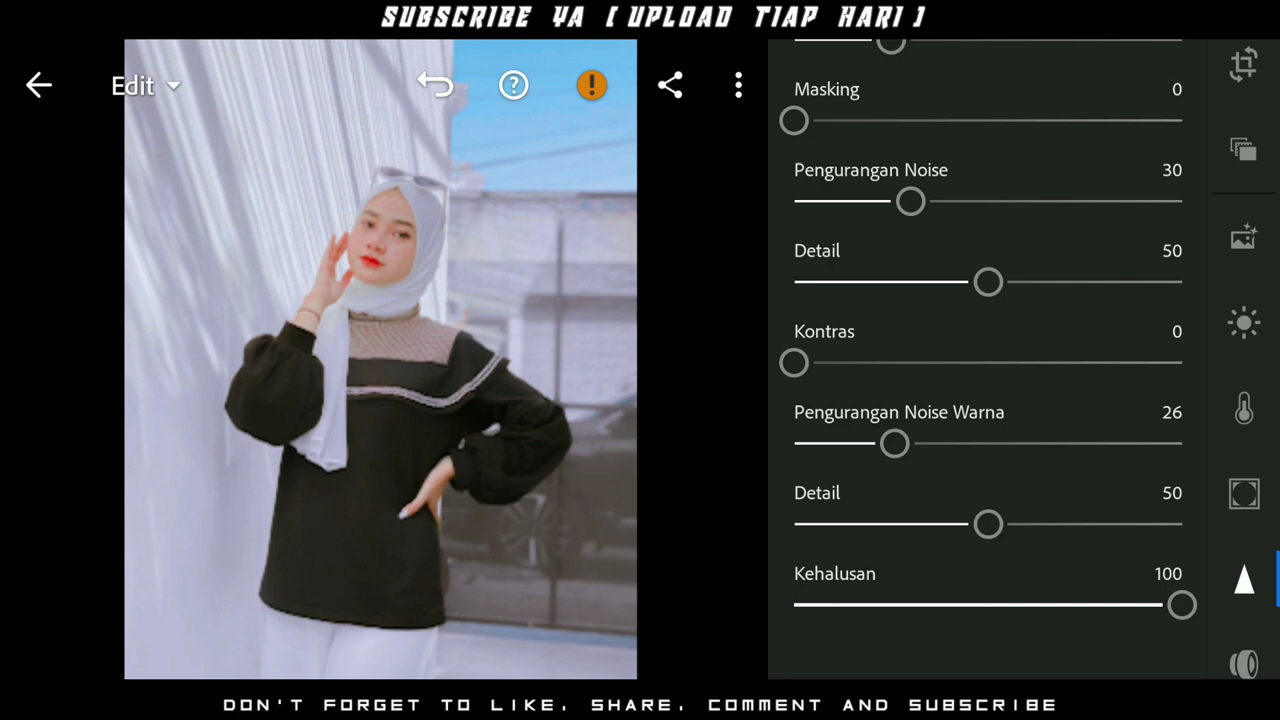 SUBSCRIBE YA [ UPLOAD TIAP HARI ]
Edit
Masking 0
Pengurangan Noise 30
Detail 50
Kontras 0
Pengurangan Noise Warna 26
Detail 50
Kehalusan 100
DON'T FORGET TO LIKE, SHARE, COMMENT AND SUBSCRIBE